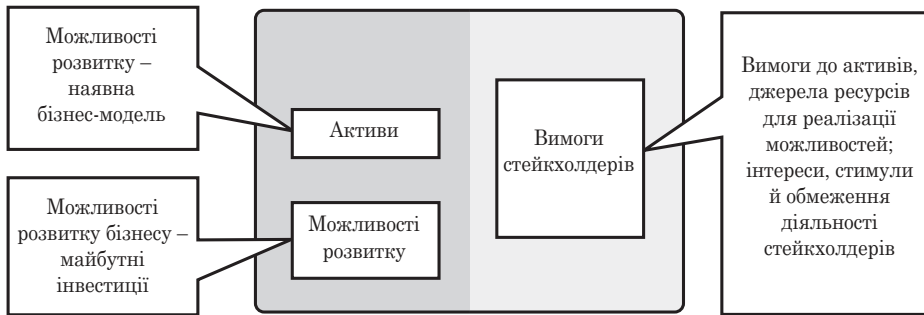 Можливості
розвитку –
наявна
бізнес-модель
Можливості
розвитку бізнесу –
майбутні
інвестиції
Активи
Можливості
розвитку
Вимоги
стейкхолдерів
Вимоги до активів,
джерела ресурсів
для реалізації
можливостей;
інтереси, стимули
й обмеження
діяльності
стейкхолдерів